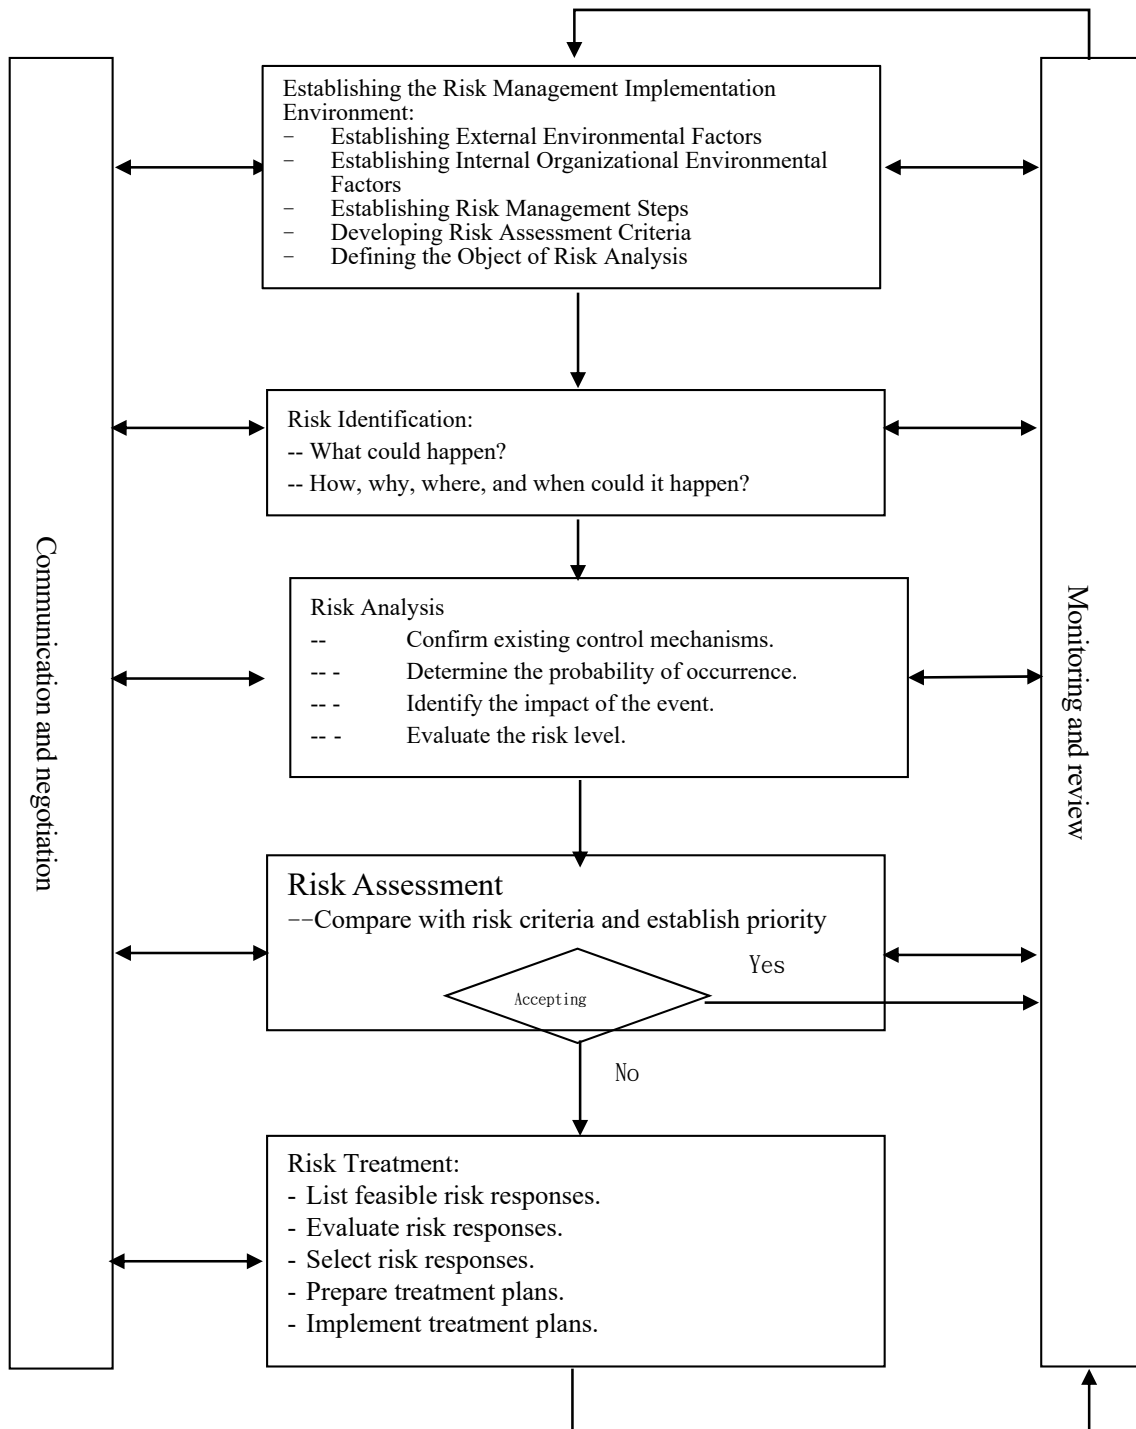 Establishing the Risk Management Implementation
Environment:
− Establishing External Environmental Factors
− Establishing Internal Organizational Environmental
Factors
− Establishing Risk Management Steps
− Developing Risk Assessment Criteria
− Defining the Object of Risk Analysis
Risk Identification:
-- What could happen?
-- How, why, where, and when could it happen?
Communication and negotiation
Monitoring and review
Risk Analysis
-- Confirm existing control mechanisms.
-- - Determine the probability of occurrence.
-- - Identify the impact of the event.
-- - Evaluate the risk level.
Risk Assessment
−−Compare with risk criteria and establish priority
Yes
Accepting
No
Risk Treatment:
- List feasible risk responses.
- Evaluate risk responses.
- Select risk responses.
- Prepare treatment plans.
- Implement treatment plans.